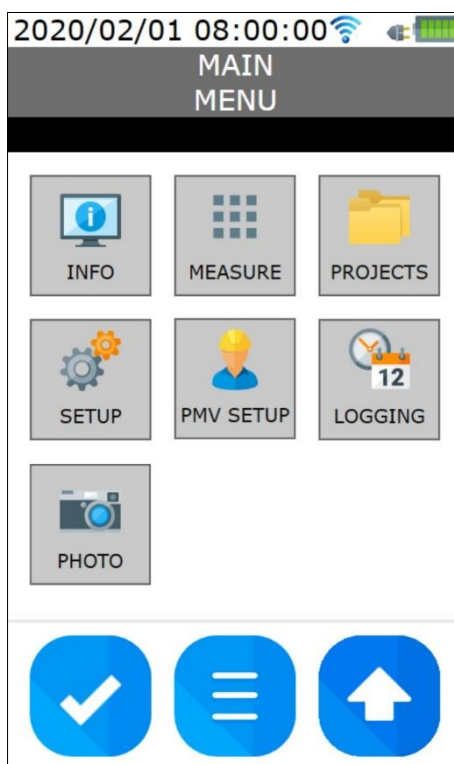 2020/02/01 08:00:00
MAIN
MENU
INFO
MEASURE
PROJECTS
SETUP
PMV SETUP
12
LOGGING
PHOTO